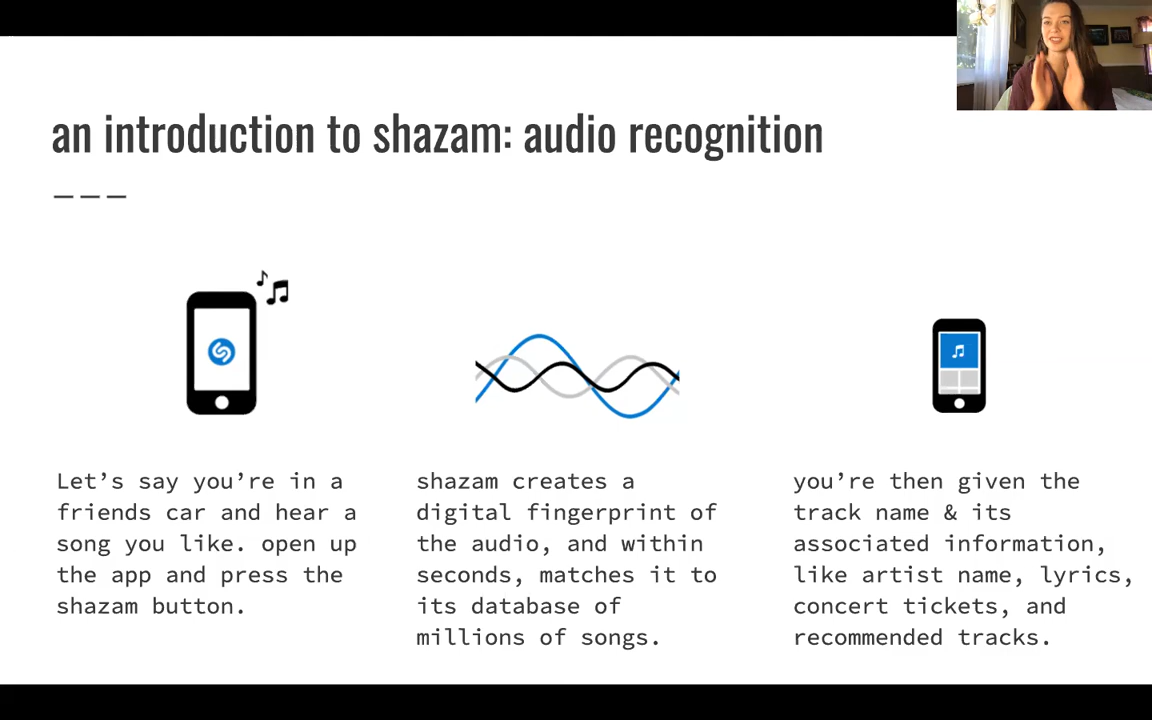 an introduction to shazam: audio recognition
Let’s say you’re in a
friends car and hear a
song you like. open up
the app and press the
shazam button.
shazam creates a
digital fingerprint of
the audio, and within
seconds, matches it to
its database of
millions of songs.
you’re then given the
track name & its
associated information,
like artist name, lyrics,
concert tickets, and
recommended tracks.